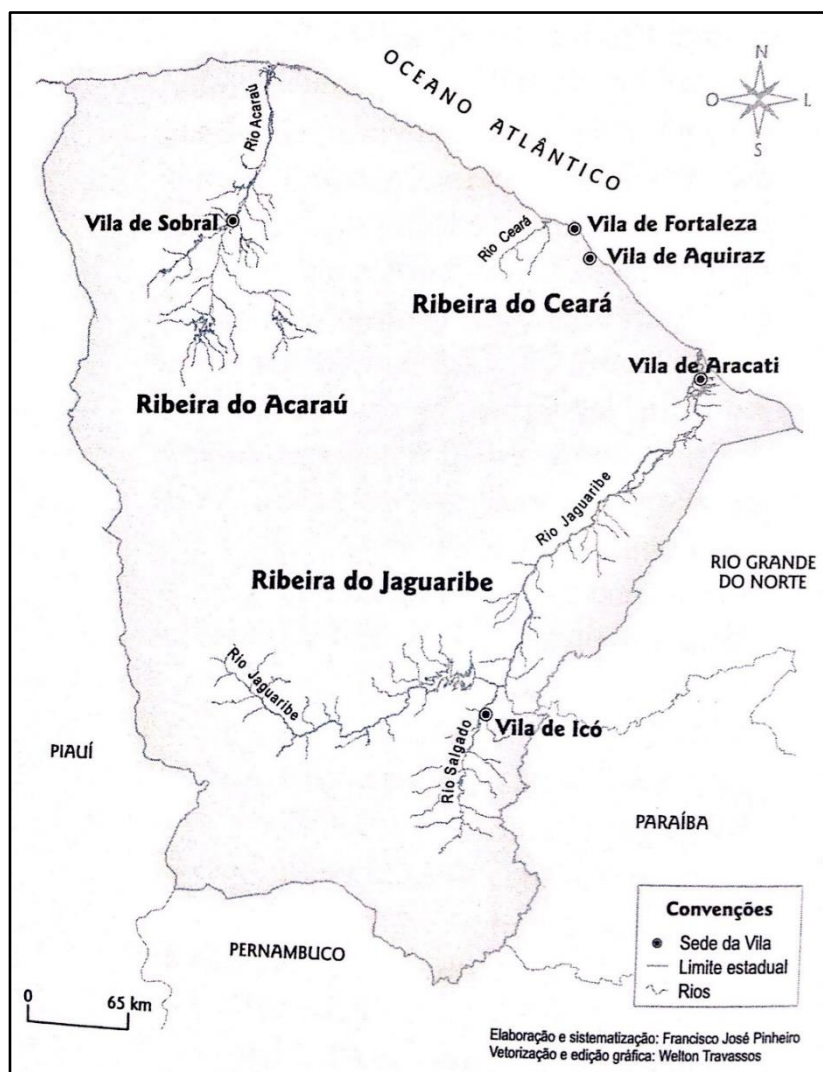 OCEANO ATLÂNTICO
N
O
L
S
Rio Acaraú
Vila de Sobral
Rio Ceará
Vila de Fortaleza
Vila de Aquiraz
Ribeira do Ceará
Vila de Aracati
Ribeira do Acaraú
Rio Jaguaribe
Ribeira do Jaguaribe
RIO GRANDE
DO NORTE
Rio Jaguaribe
Vila de Icó
Rio Salgado
PIAUÍ
PARAÍBA
PERNAMBUCO
Convenções
Sede da Vila
Limite estadual
Rios
0
65 km
Elaboração e sistematização: Francisco José Pinheiro
Vetorização e edição gráfica: Welton Travassos